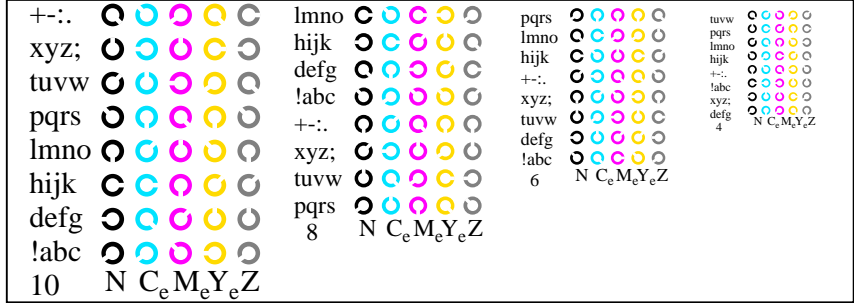 +-:.
xyz;
tuvw
pqrs
lmno
hijk
defg
!abc
10 N CeMeYeZ
lmno
hijk
defg
!abc
+-:.
xyz;
tuvw
pqrs
8 N CeMeYeZ
pqrs
lmno
hijk
+-:.
xyz;
tuvw
defg
!abc
6 N CeMeYeZ
tuvw
pqrs
lmno
hijk
+-:.
!abc
xyz;
defg
N CeMeYeZ
4